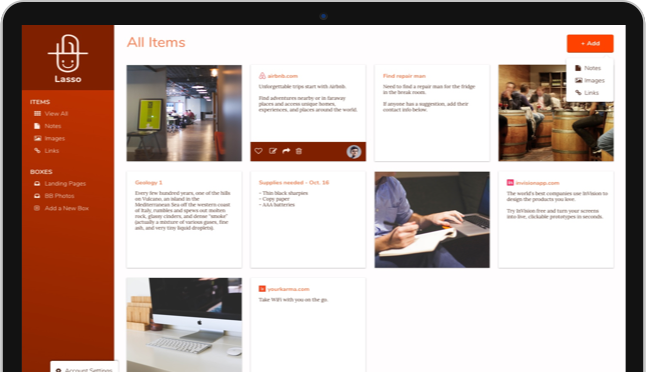 Lasso
ITEMS
View All
Notes
Images
Links
BOXES
Landing Pages
BB Photos
Add a New Box
Account Settings
All Items
+ Add
Notes
Images
Links
airbnb.com
Unforgettable trips start with Airbnb.
Find adventures nearby or in faraway
places and access unique homes,
experiences, and places around the world.
Find repair man
Need to find a repair man for the fridge
in the break room.
If anyone has a suggestion, add their
contact info below.
Geology 1
Every few hundred years, one of the hills
on Vulcano, an island in the
Mediterranean Sea off the western coast
of Italy, rumbles and spews out molten
rock, glassy cinders, and dense "smoke"
(actually a mixture of various gases, fine
ash, and very tiny liquid droplets).
Supplies needed - Oct. 16
- Thin black sharpies
- Copy paper
- AAA batteries
invisionapp.com
The world's best companies use InVision to
design the products you love.
Try InVision free and turn your screens
into live, clickable prototypes in seconds.
yourkarma.com
Take WiFi with you on the go.